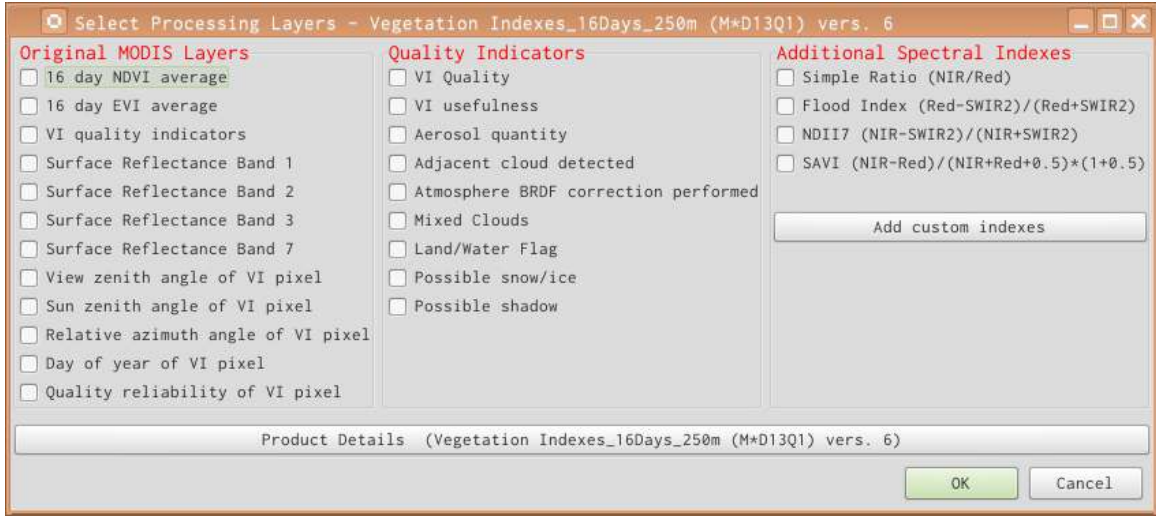 Select Processing Layers - Vegetation Indexes_16Days_250m (M*D13Q1) vers. 6
Original MODIS Layers
16 day NDVI average
16 day EVI average
VI quality indicators
Surface Reflectance Band 1
Surface Reflectance Band 2
Surface Reflectance Band 3
Surface Reflectance Band 7
View zenith angle of VI pixel
Sun zenith angle of VI pixel
Relative azimuth angle of VI pixel
Day of year of VI pixel
Quality reliability of VI pixel
Quality Indicators
VI Quality
VI usefulness
Aerosol quantity
Adjacent cloud detected
Atmosphere BRDF correction performed
Mixed Clouds
Land/Water Flag
Possible snow/ice
Possible shadow
Additional Spectral Indexes
Simple Ratio (NIR/Red)
Flood Index (Red-SWIR2)/(Red+SWIR2)
NDII7 (NIR-SWIR2)/(NIR+SWIR2)
SAVI (NIR-Red)/(NIR+Red+0.5)*(1+0.5)
Add custom indexes
Product Details (Vegetation Indexes_16Days_250m (M*D13Q1) vers. 6)
OK
Cancel